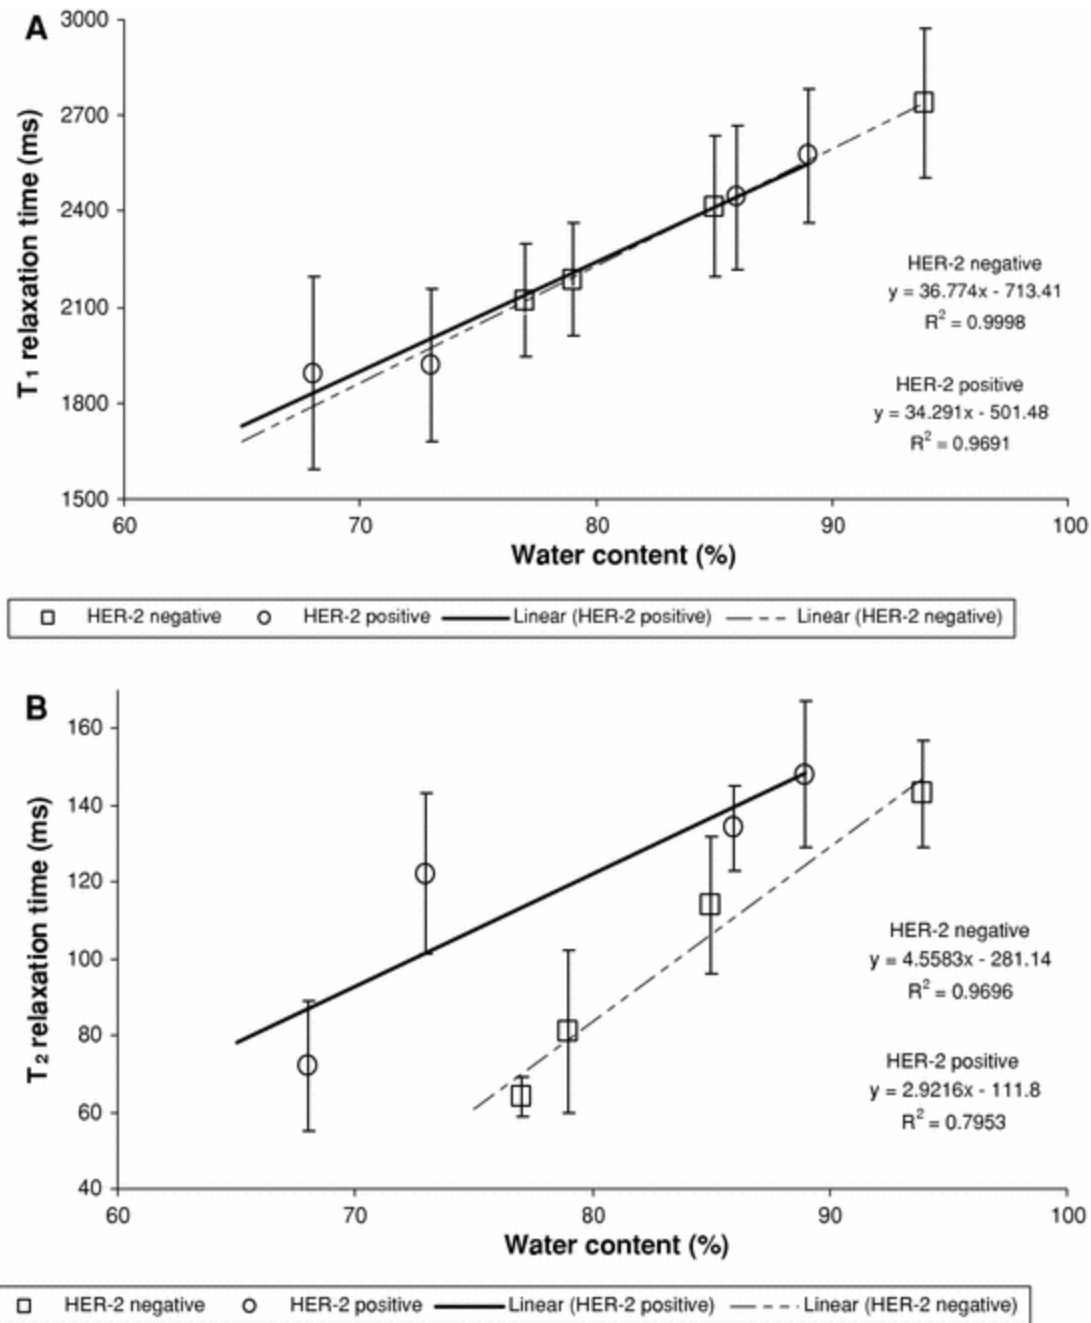 A
T1 relaxation time (ms)
3000
2700
2400
2100
1800
1500
60 70 80 90 100
Water content (%)
HER-2 negative
y = 36.774x - 713.41
R² = 0.9998
HER-2 positive
y = 34.291x - 501.48
R² = 0.9691
HER-2 negative HER-2 positive Linear (HER-2 positive) Linear (HER-2 negative)
B
T2 relaxation time (ms)
160
140
120
100
80
60
40
60 70 80 90 100
Water content (%)
HER-2 negative
y = 4.5583x - 281.14
R² = 0.9696
HER-2 positive
y = 2.9216x - 111.8
R² = 0.7953
HER-2 negative HER-2 positive Linear (HER-2 positive) Linear (HER-2 negative)